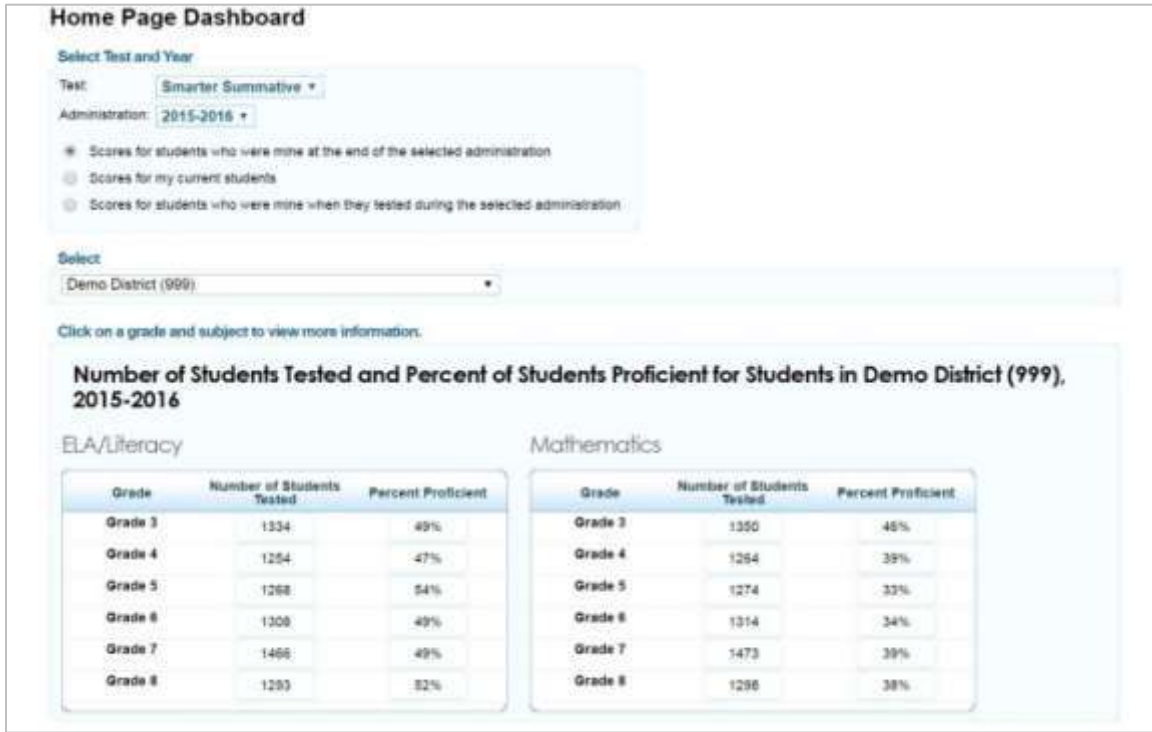 Home Page Dashboard
Select Test and Year
Test: Smarter Summative
Administration: 2015-2016
Scores for students who were mine at the end of the selected administration
Scores for my current students
Scores for students who were mine when they tested during the selected administration
Select
Demo District (999)
Click on a grade and subject to view more information.
Number of Students Tested and Percent of Students Proficient for Students in Demo District (999),
2015-2016
ELA/Literacy Mathematics
Grade Number of Students Tested Percent Proficient Grade Number of Students Tested Percent Proficient
Grade 3 1334 49% Grade 3 1350 46%
Grade 4 1254 47% Grade 4 1264 39%
Grade 5 1268 54% Grade 5 1274 33%
Grade 6 1308 49% Grade 6 1314 34%
Grade 7 1466 49% Grade 7 1473 39%
Grade 8 1293 52% Grade 8 1298 38%